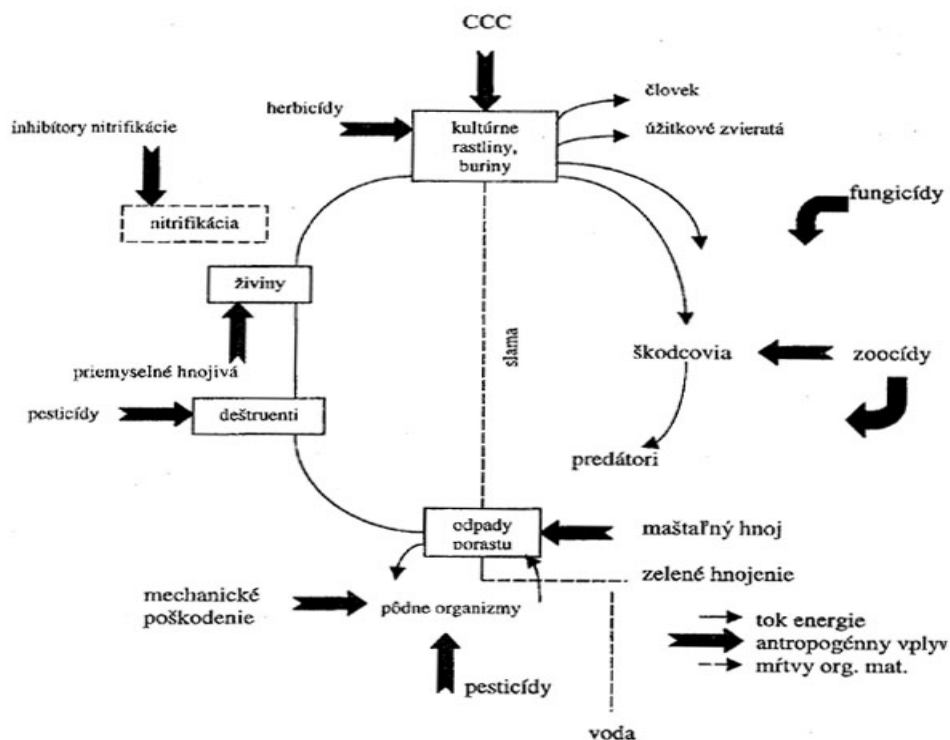 CCC
herbicídy
človek
úžitkové zvieratá
kultúrne
rastliny,
buriny
inhibítory nitrifikácie
fungicídy
nitrifikácia
živiny
slama
škodcovia
zoocídy
priemyselné hnojivá
pesticídy
deštruenti
predátori
odpady
porastu
maštaľný hnoj
zelené hnojenie
mechanické
poškodenie
pôdne organizmy
tok energie
antropogénny vplyv
mŕtvy org. mat.
pesticídy
voda